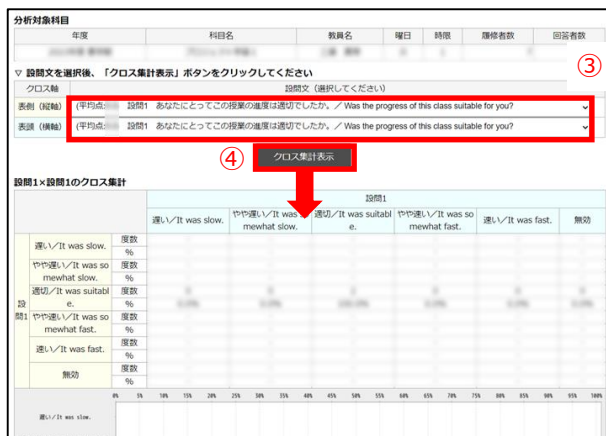 分析対象科目
年度 科目名 教員名 曜日 時限 履修者数 回答者数
③
▽ 設問文を選択後、「クロス集計表示」ボタンをクリックしてください
クロス軸 設問文（選択してください）
表側（縦軸） (平均点: 設問1 あなたにとってこの授業の進度は適切でしたか。／ Was the progress of this class suitable for you?
表頭（横軸） (平均点: 設問1 あなたにとってこの授業の進度は適切でしたか。／ Was the progress of this class suitable for you?
④ クロス集計表示
設問1×設問1のクロス集計
設問1
遅い／It was slow. やや遅い／It was somewhat slow. 適切／It was suitable. やや速い／It was somewhat fast. 速い／It was fast. 無効
設問1
遅い／It was slow. 度数
%
やや遅い／It was so 度数
mewhat slow. %
適切／It was suitabl 度数
e. %
やや速い／It was so 度数
mewhat fast. %
速い／It was fast. 度数
%
無効 度数
%
0% 5% 10% 15% 20% 25% 30% 35% 40% 45% 50% 55% 60% 65% 70% 75% 80% 85% 90% 95% 100%
遅い／It was slow.